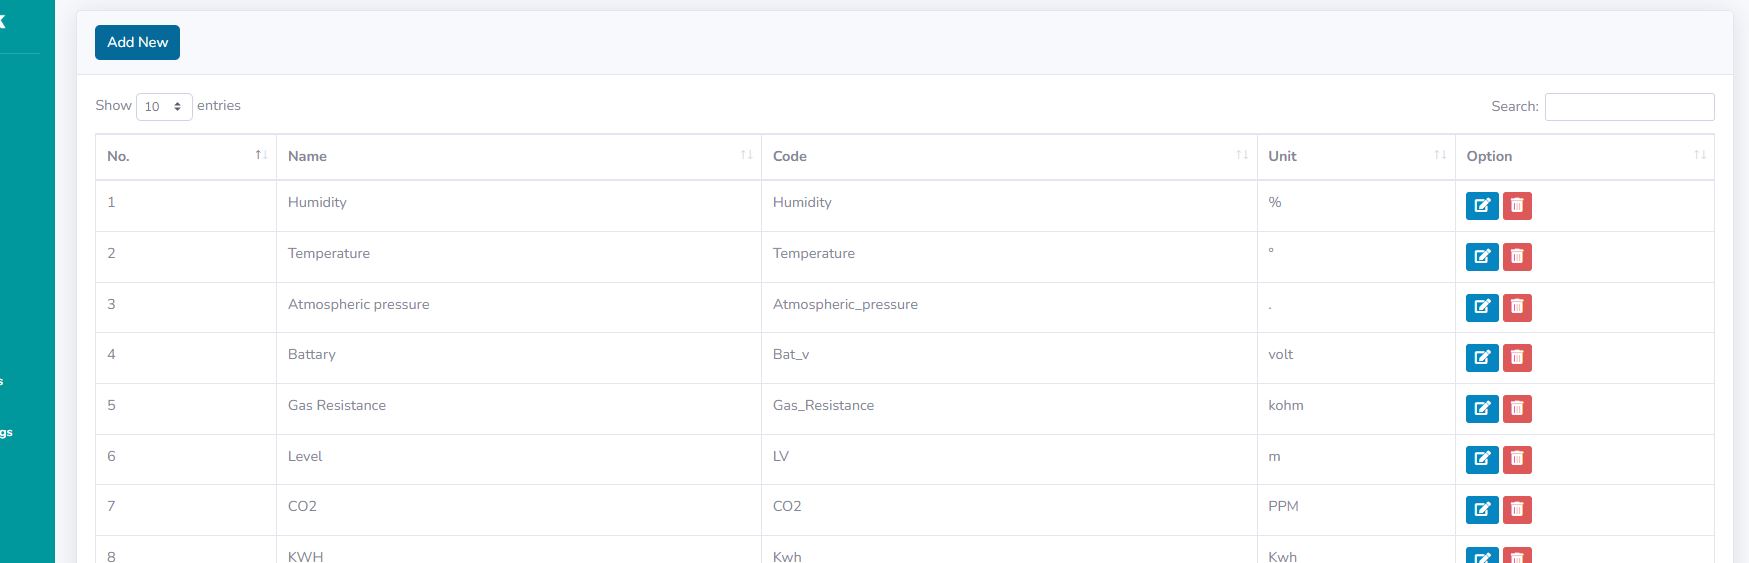 Add New
Show 10 entries
Search:
No. Name Code Unit Option
1 Humidity Humidity %
2 Temperature Temperature °
3 Atmospheric pressure Atmospheric_pressure .
4 Battary Bat_v volt
5 Gas Resistance Gas_Resistance kohm
6 Level LV m
7 CO2 CO2 PPM
8 KWH Kwh Kwh